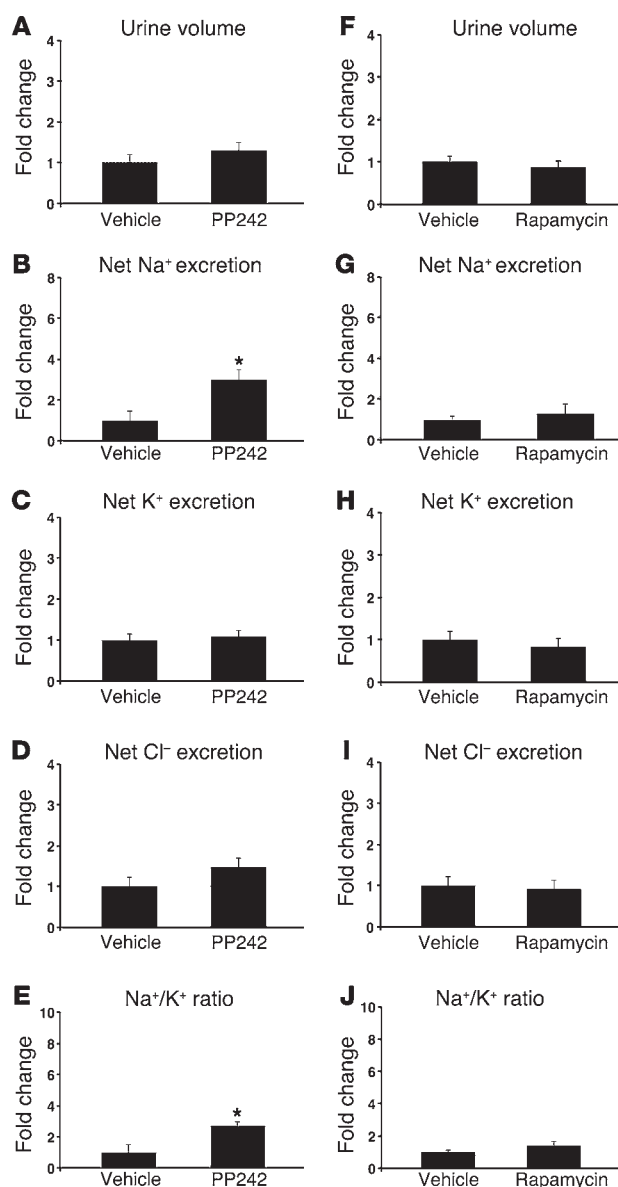 A Urine volume
Fold change
4
3
2
1
0
Vehicle PP242
F Urine volume
Fold change
4
3
2
1
0
Vehicle Rapamycin
B Net Na⁺ excretion
Fold change
8
6
4
2
0
*
Vehicle PP242
G Net Na⁺ excretion
Fold change
8
6
4
2
0
Vehicle Rapamycin
C Net K⁺ excretion
Fold change
4
3
2
1
0
Vehicle PP242
H Net K⁺ excretion
Fold change
4
3
2
1
0
Vehicle Rapamycin
D Net Cl⁻ excretion
Fold change
4
3
2
1
0
Vehicle PP242
I Net Cl⁻ excretion
Fold change
4
3
2
1
0
Vehicle Rapamycin
E Na⁺/K⁺ ratio
Fold change
10
8
6
4
2
0
*
Vehicle PP242
J Na⁺/K⁺ ratio
Fold change
10
8
6
4
2
0
Vehicle Rapamycin